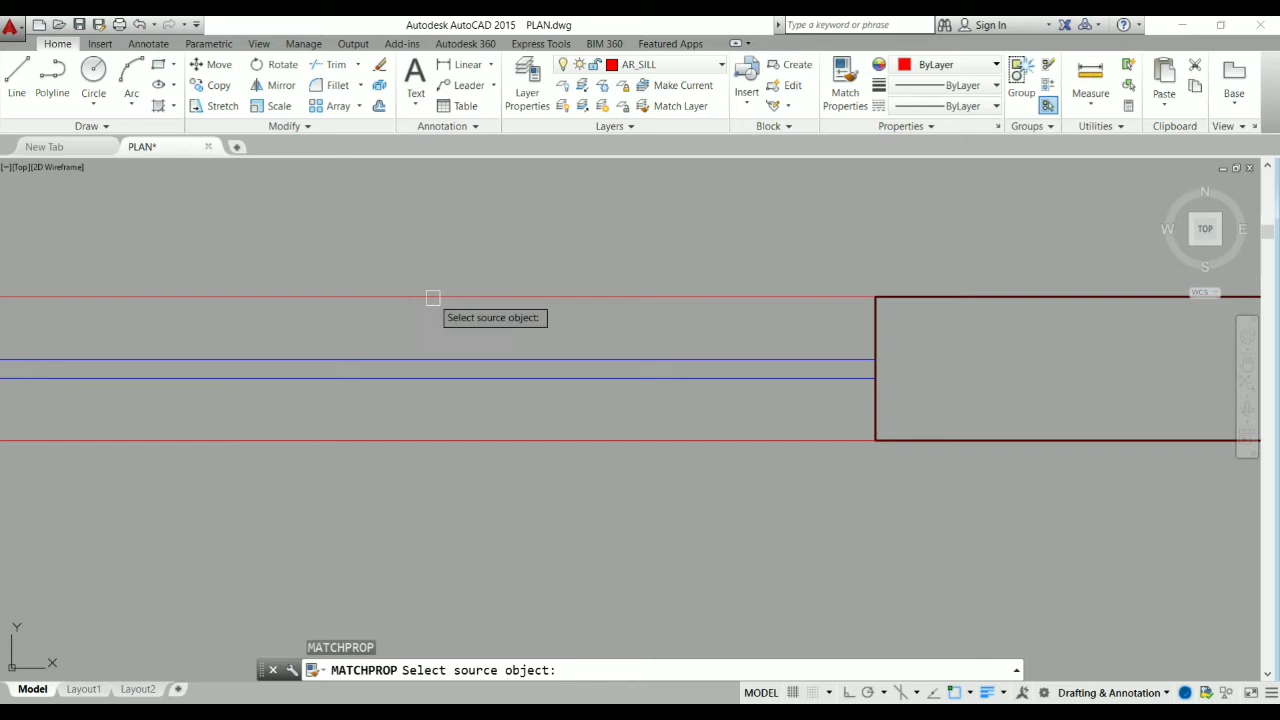 Autodesk AutoCAD 2015 PLAN.dwg
Type a keyword or phrase
Sign In
Home Insert Annotate Parametric View Manage Output Add-ins Autodesk 360 Express Tools BIM 360 Featured Apps
Line Polyline Circle Arc
Move Rotate Trim
Copy Mirror Fillet
Stretch Scale Array
Text
Linear
Leader
Table
Layer
Properties
AR_SILL
Make Current
Match Layer
Insert
Create
Edit
Match
Properties
ByLayer
ByLayer
ByLayer
Group
Measure
Paste
Base
Draw Modify Annotation Layers Block Properties Groups Utilities Clipboard View
New Tab PLAN*
[−][Top][2D Wireframe]
N
W TOP E
S
WCS
Select source object:
Y
X
MATCHPROP
MATCHPROP Select source object:
Model Layout1 Layout2
MODEL Drafting & Annotation